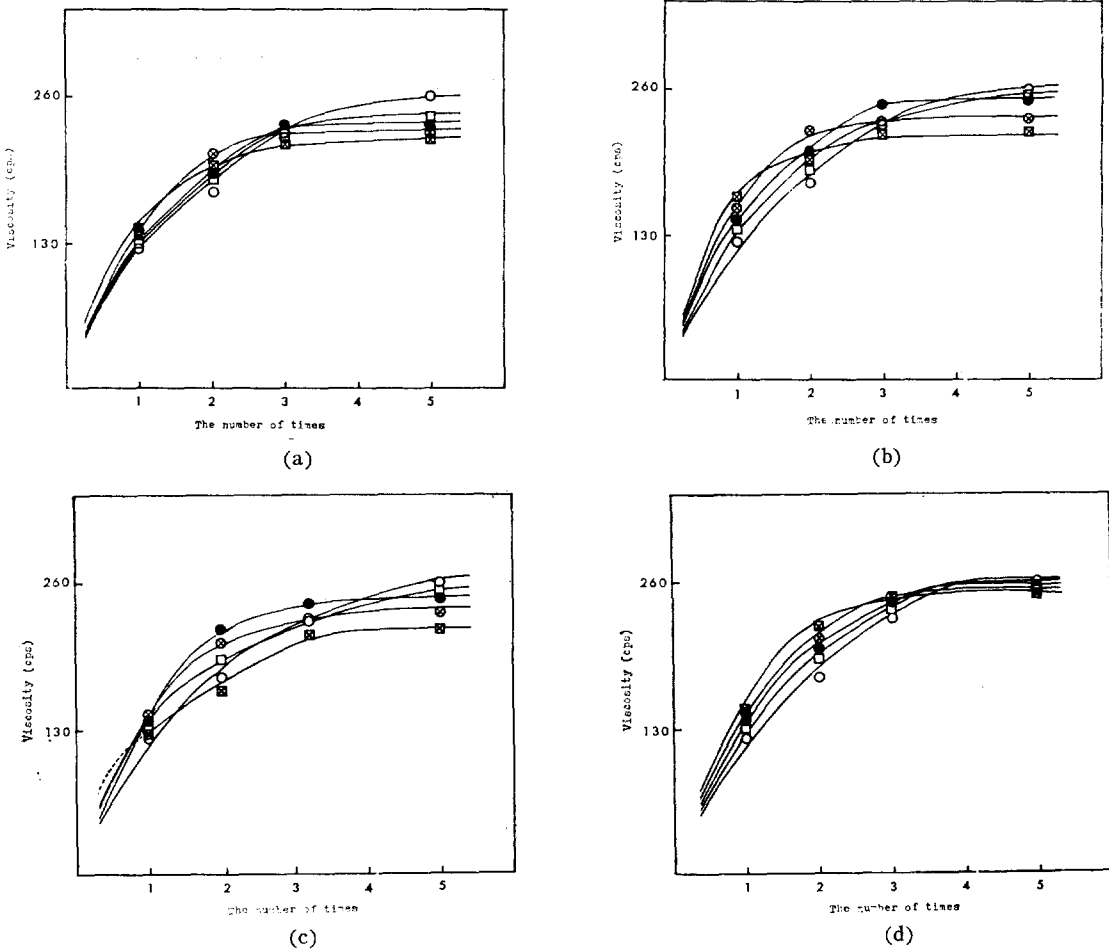 260
130
Viscosity (cps)
1 2 3 4 5
The number of times
(a)
260
130
Viscosity (cps)
1 2 3 4 5
The number of times
(b)
260
130
Viscosity (cps)
1 2 3 4 5
The number of times
(c)
260
130
Viscosity (cps)
1 2 3 4 5
The number of times
(d)